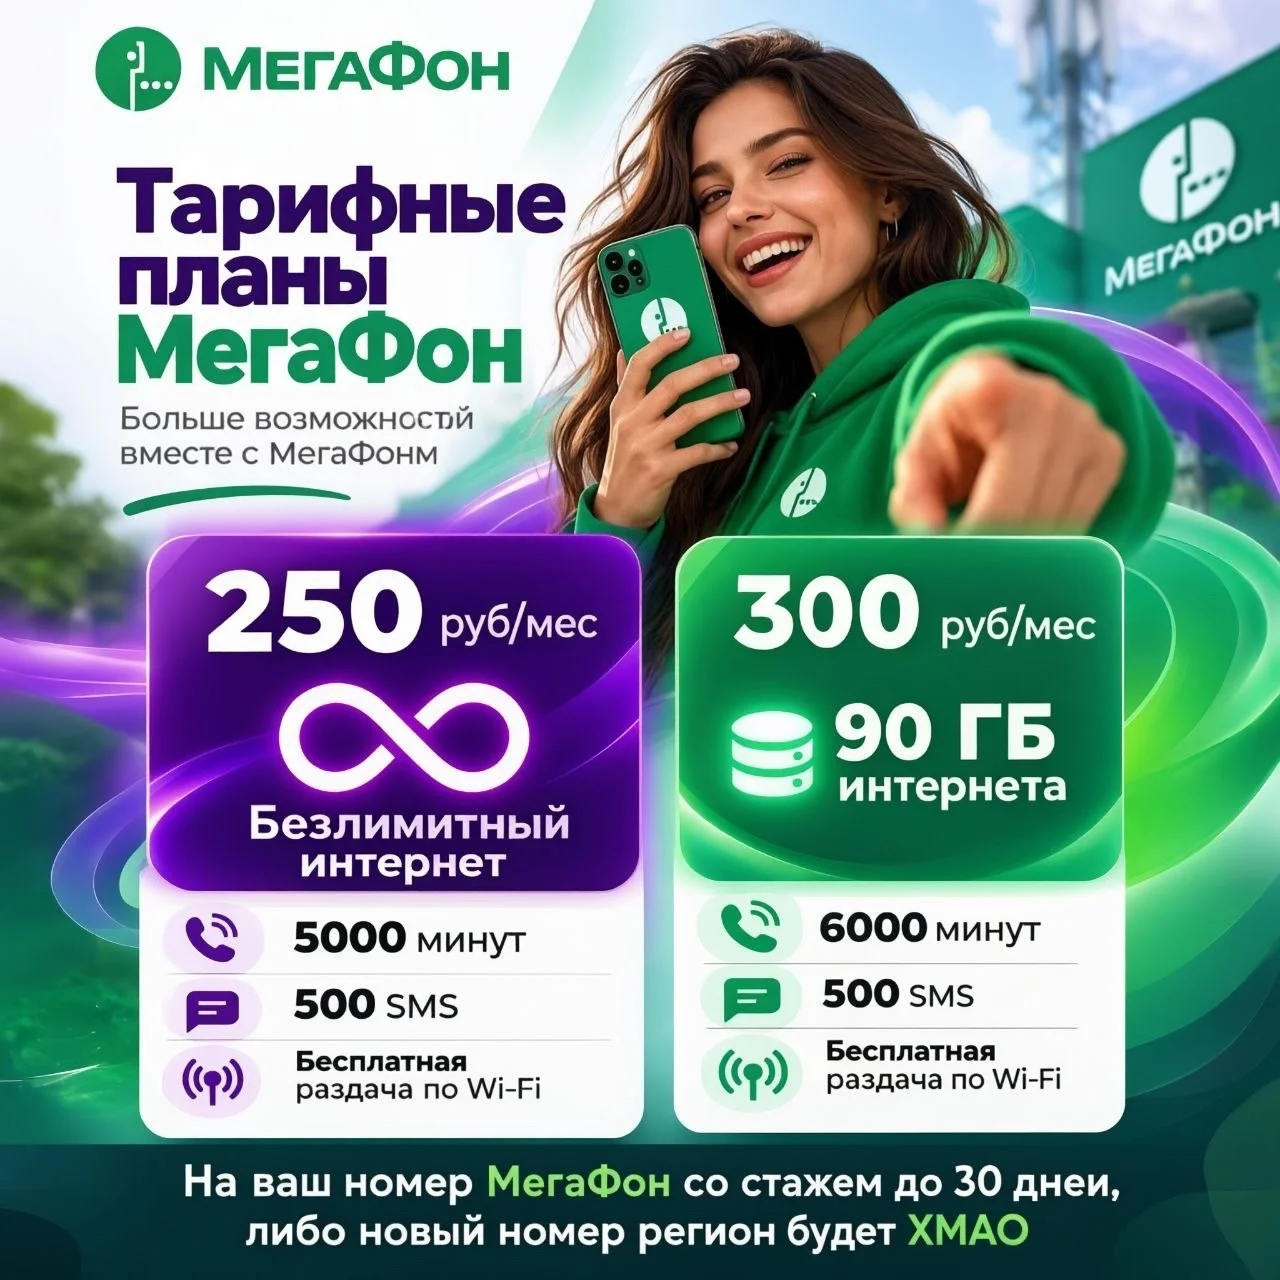 МЕГАФОН
МЕГАФОН
Тарифные
планы
МегаФон
Больше возможностй
вместе с МегаФонм
250 руб/мес
Безлимитный
интернет
5000 минут
500 SMS
Бесплатная
раздача по Wi-Fi
300 руб/мес
90 ГБ
интернета
6000 минут
500 SMS
Бесплатная
раздача по Wi-Fi
На ваш номер МегаФон со стажем до 30 днеи,
либо новый номер регион будет ХМАО